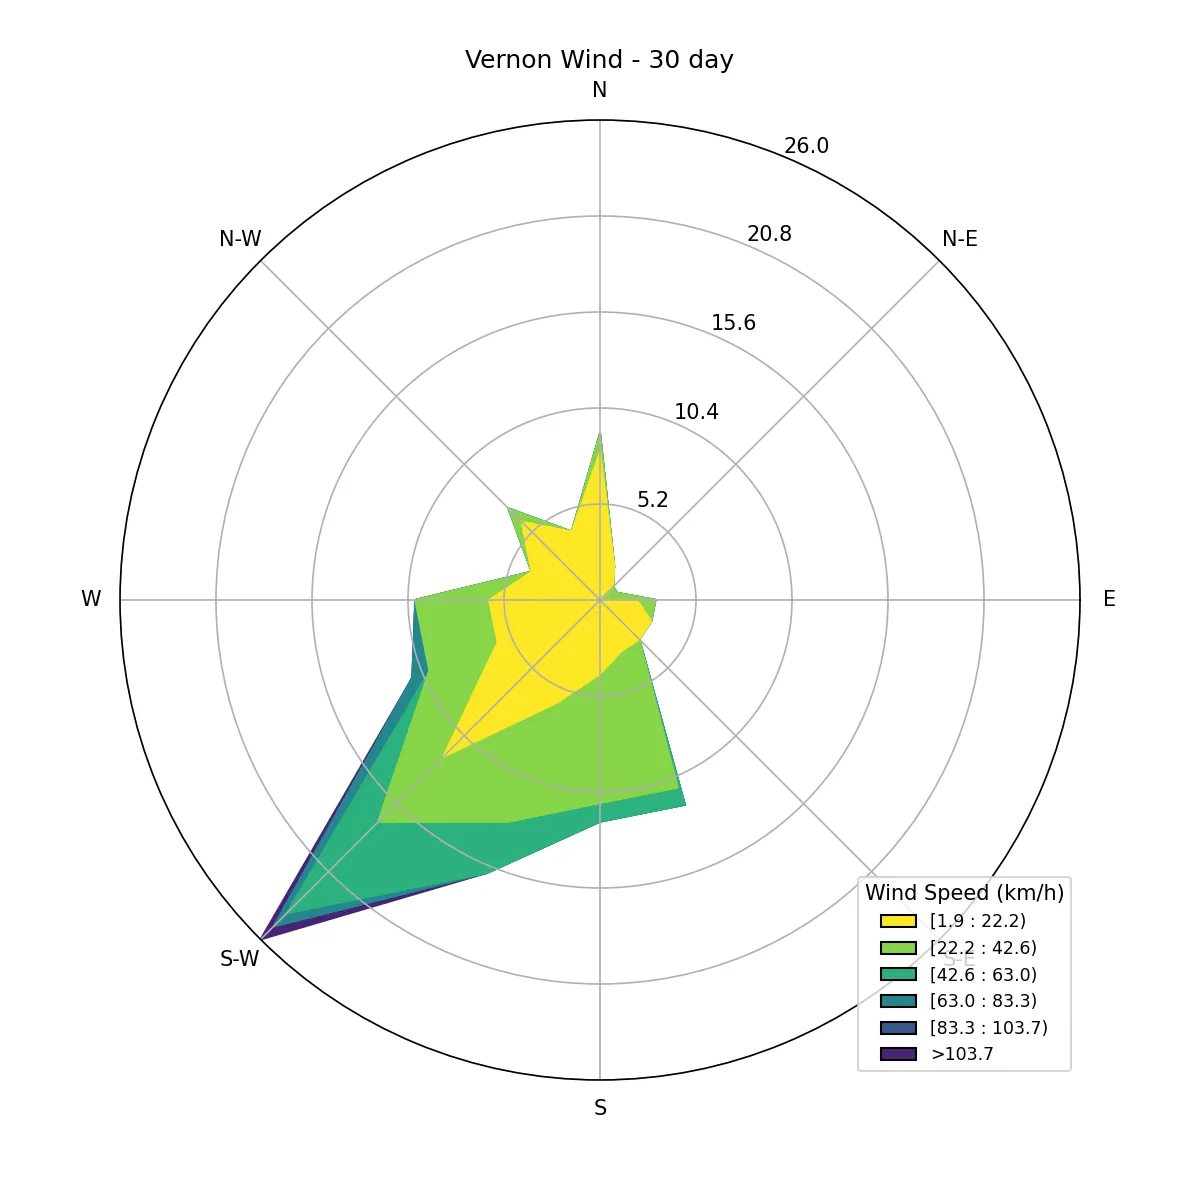 Vernon Wind - 30 day
N
26.0
N-W
20.8
N-E
15.6
10.4
5.2
W
E
Wind Speed (km/h)
[1.9 : 22.2)
[22.2 : 42.6)
S-W
S-E
[42.6 : 63.0)
[63.0 : 83.3)
[83.3 : 103.7)
>103.7
S